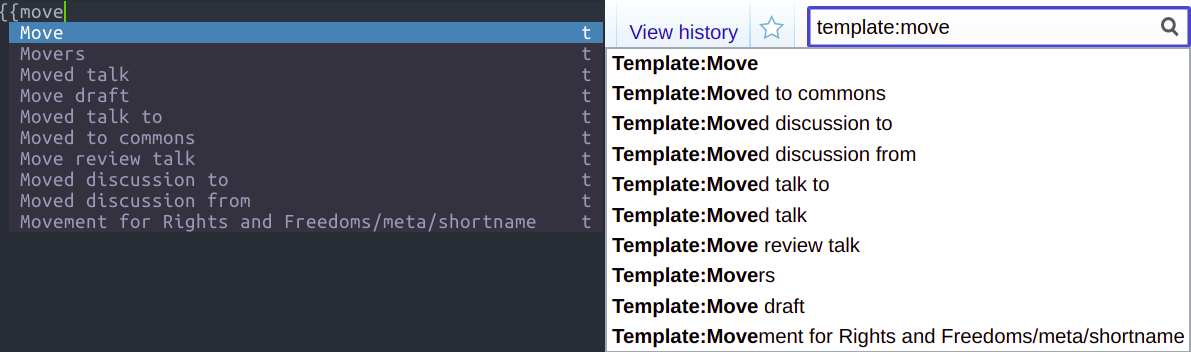 {{move
Move t
Movers t
Moved talk t
Move draft t
Moved talk to t
Moved to commons t
Move review talk t
Moved discussion to t
Moved discussion from t
Movement for Rights and Freedoms/meta/shortname t
View history template:move
Template:Move
Template:Moved to commons
Template:Moved discussion to
Template:Moved discussion from
Template:Moved talk to
Template:Moved talk
Template:Move review talk
Template:Movers
Template:Move draft
Template:Movement for Rights and Freedoms/meta/shortname